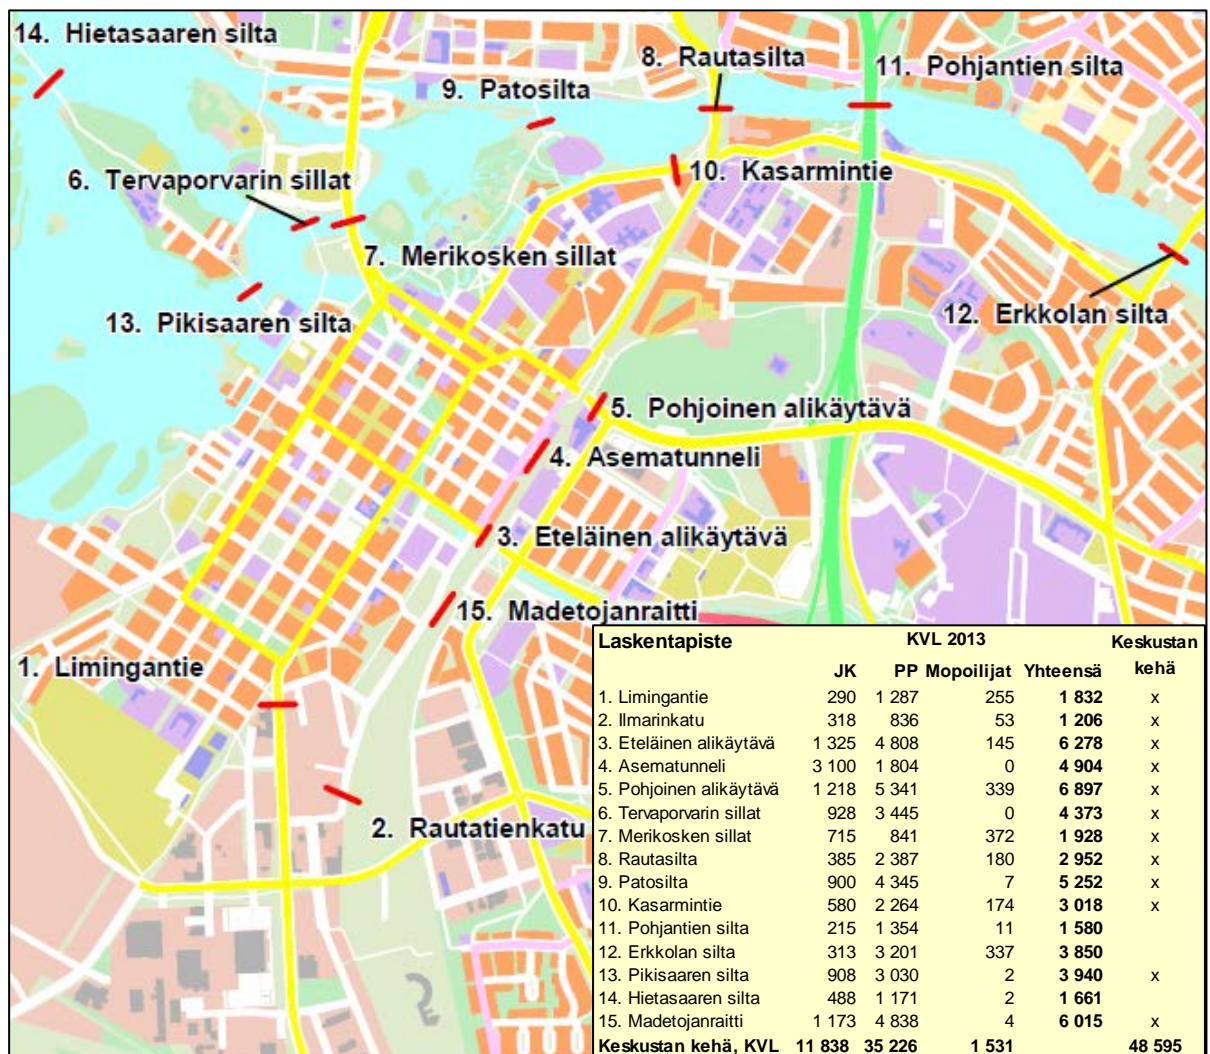 14. Hietasaaren silta
8. Rautasilta
11. Pohjantien silta
9. Patosilta
6. Tervaporvarin sillat
10. Kasarmintie
7. Merikosken sillat
13. Pikisaaren silta
12. Erkkolan silta
5. Pohjoinen alikäytävä
4. Asematunneli
3. Eteläinen alikäytävä
15. Madetojanraitti
1. Limingantie
2. Rautatienkatu
Laskentapiste KVL 2013 Keskustan
JK PP Mopoilijat Yhteensä kehä
1. Limingantie 290 1 287 255 1 832 x
2. Ilmarinkatu 318 836 53 1 206 x
3. Eteläinen alikäytävä 1 325 4 808 145 6 278 x
4. Asematunneli 3 100 1 804 0 4 904 x
5. Pohjoinen alikäytävä 1 218 5 341 339 6 897 x
6. Tervaporvarin sillat 928 3 445 0 4 373 x
7. Merikosken sillat 715 841 372 1 928 x
8. Rautasilta 385 2 387 180 2 952 x
9. Patosilta 900 4 345 7 5 252 x
10. Kasarmintie 580 2 264 174 3 018 x
11. Pohjantien silta 215 1 354 11 1 580
12. Erkkolan silta 313 3 201 337 3 850
13. Pikisaaren silta 908 3 030 2 3 940 x
14. Hietasaaren silta 488 1 171 2 1 661
15. Madetojanraitti 1 173 4 838 4 6 015 x
Keskustan kehä, KVL 11 838 35 226 1 531 48 595